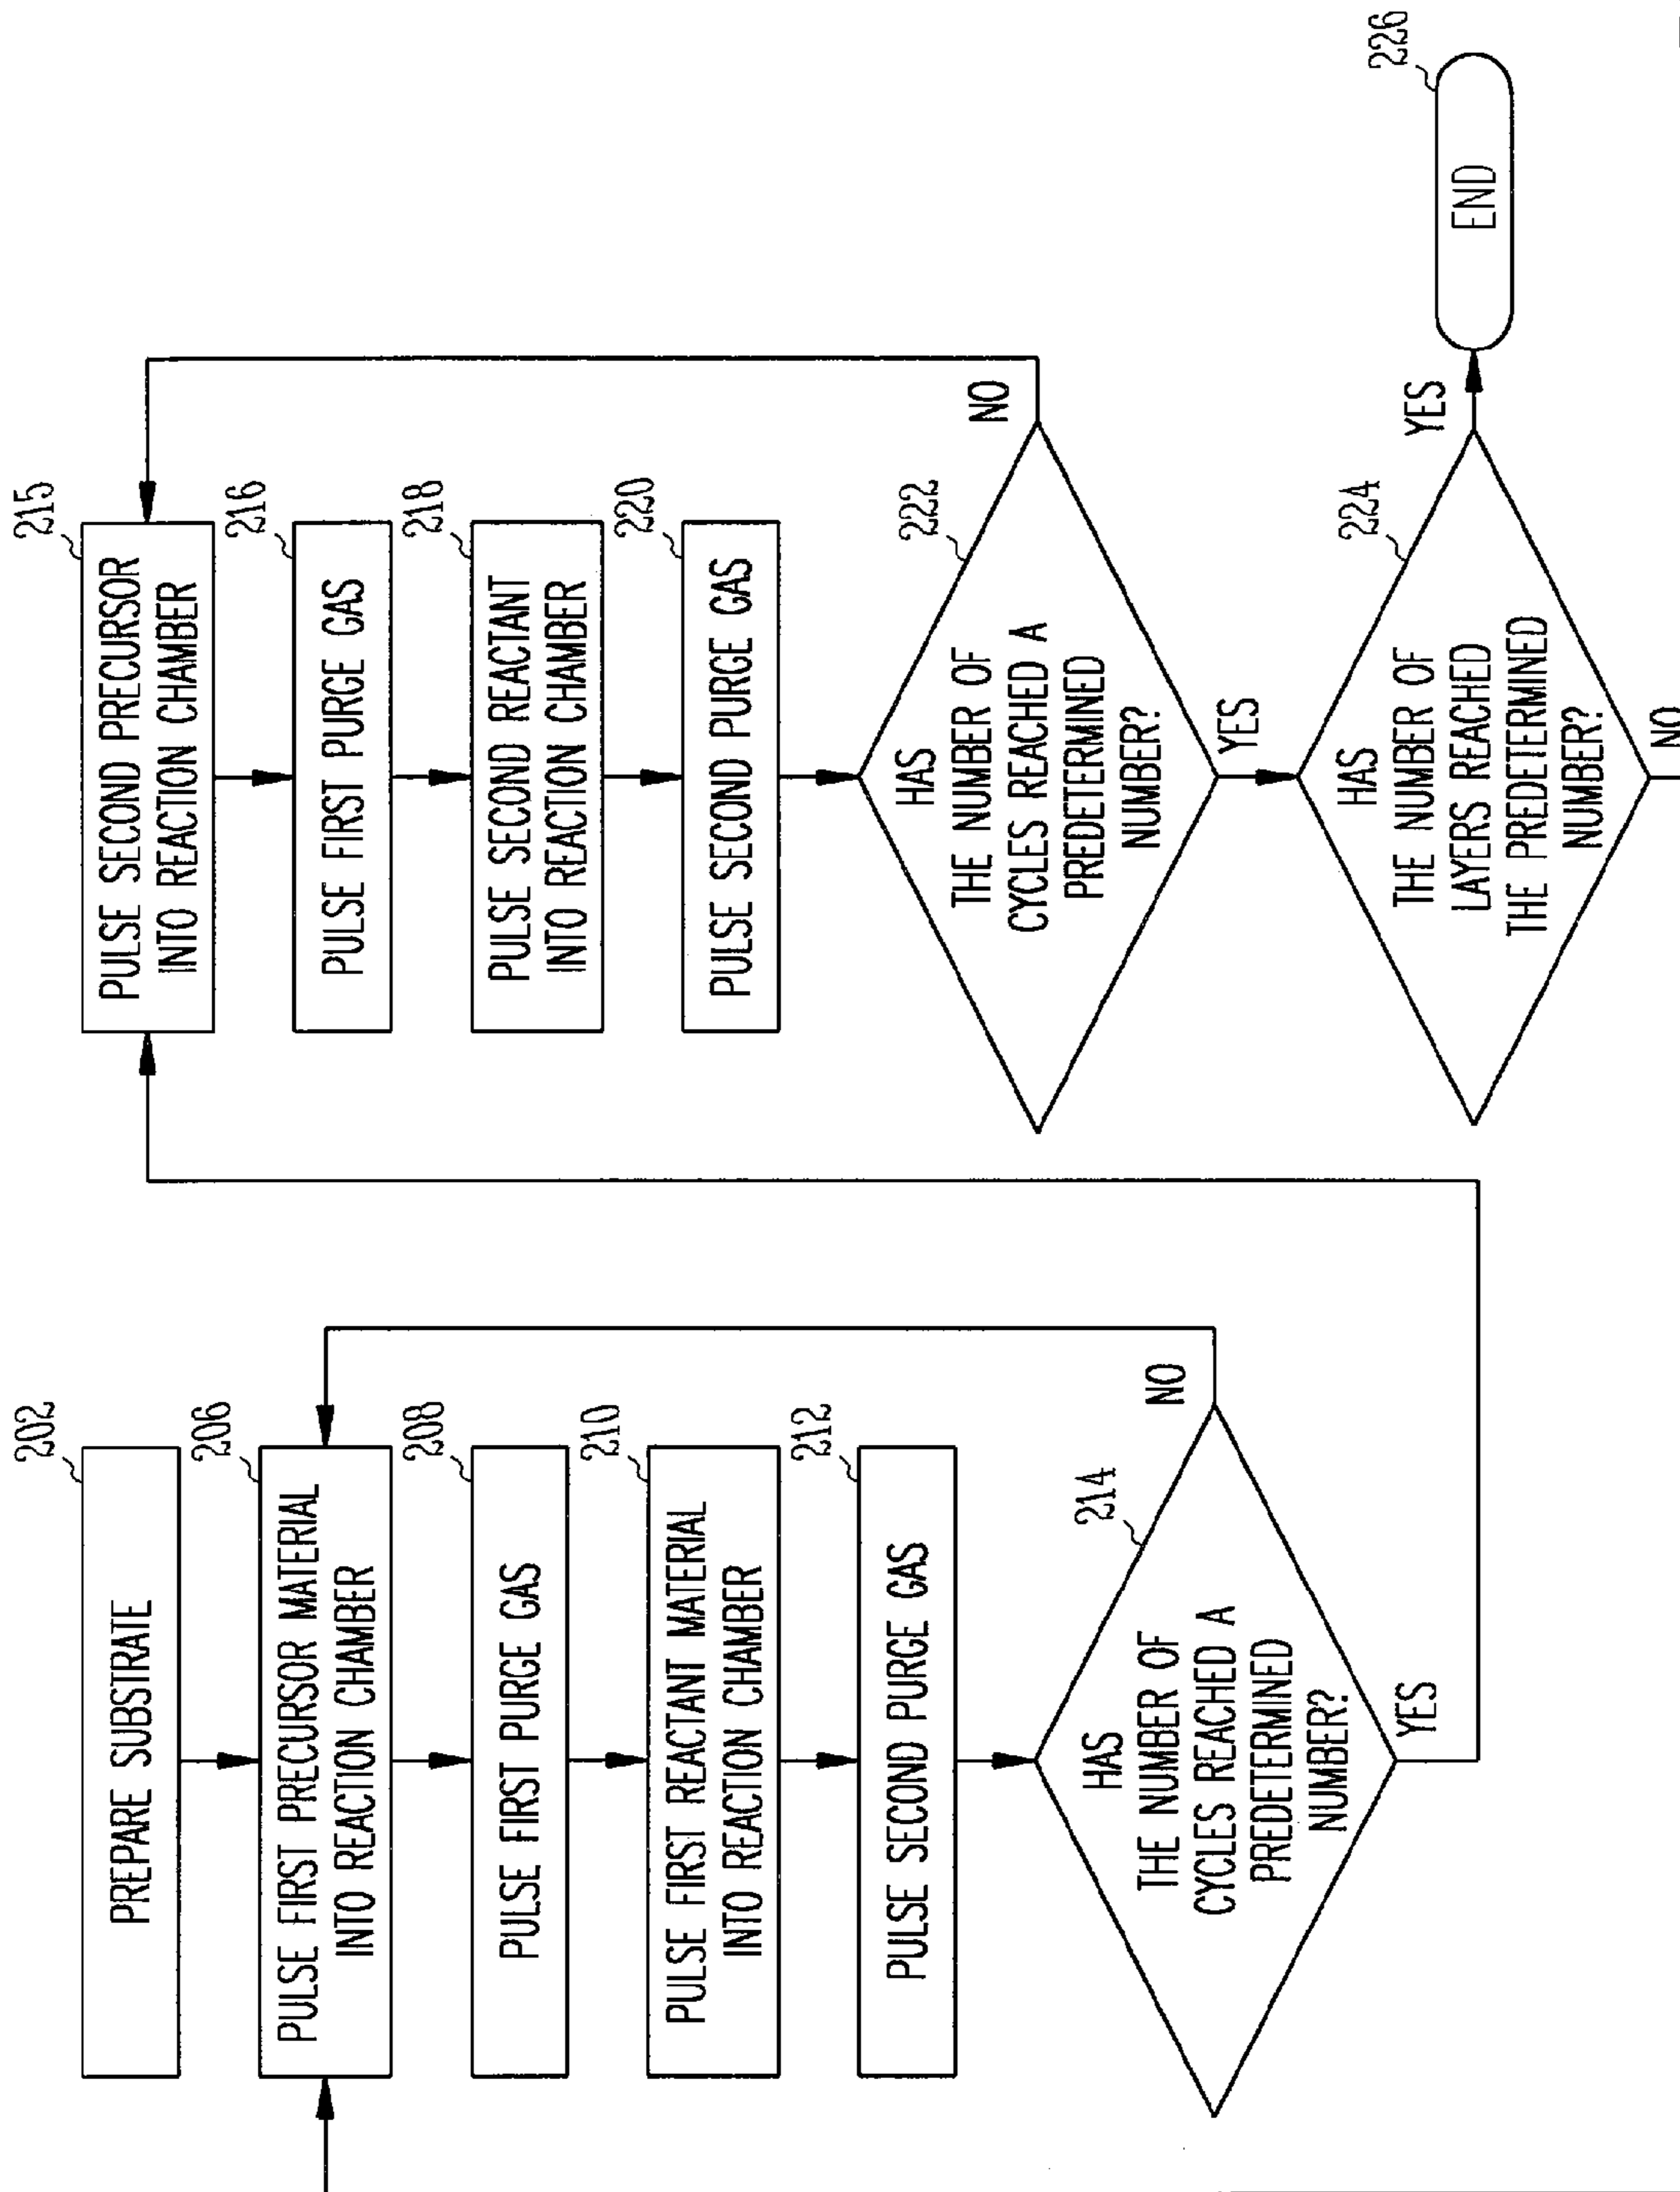 202
PREPARE SUBSTRATE
206
PULSE FIRST PRECURSOR MATERIAL
INTO REACTION CHAMBER
208
PULSE FIRST PURGE GAS
210
PULSE FIRST REACTANT MATERIAL
INTO REACTION CHAMBER
212
PULSE SECOND PURGE GAS
214
HAS
THE NUMBER OF
CYCLES REACHED A
PREDETERMINED
NUMBER?
NO
YES
215
PULSE SECOND PRECURSOR
INTO REACTION CHAMBER
216
PULSE FIRST PURGE GAS
218
PULSE SECOND REACTANT
INTO REACTION CHAMBER
220
PULSE SECOND PURGE GAS
222
HAS
THE NUMBER OF
CYCLES REACHED A
PREDETERMINED
NUMBER?
NO
YES
224
HAS
THE NUMBER OF
LAYERS REACHED
THE PREDETERMINED
NUMBER?
YES
NO
226
END